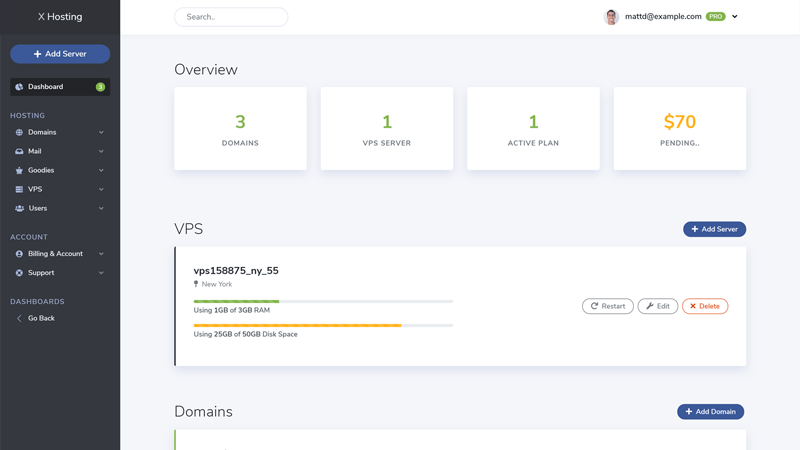 X Hosting
Search..
mattd@example.com PRO
Add Server
Dashboard 3
HOSTING
Domains
Mail
Goodies
VPS
Users
ACCOUNT
Billing & Account
Support
DASHBOARDS
Go Back
Overview
3
DOMAINS
1
VPS SERVER
1
ACTIVE PLAN
$70
PENDING..
VPS
Add Server
vps158875_ny_55
New York
Using 1GB of 3GB RAM
Using 25GB of 50GB Disk Space
Restart
Edit
Delete
Domains
Add Domain